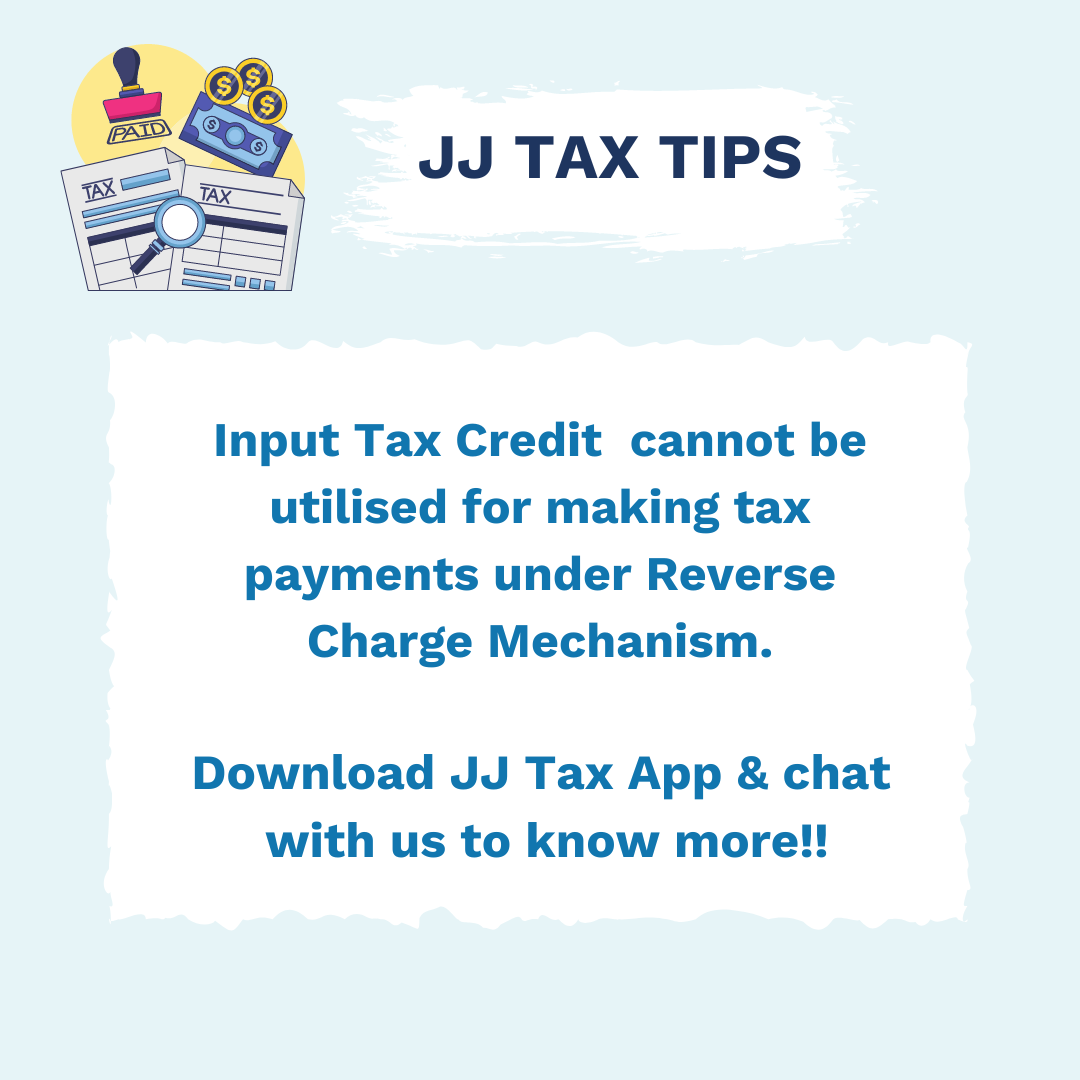 PAID
TAX
TAX
JJ TAX TIPS
Input Tax Credit  cannot be
utilised for making tax
payments under Reverse
Charge Mechanism.
Download JJ Tax App & chat
with us to know more!!